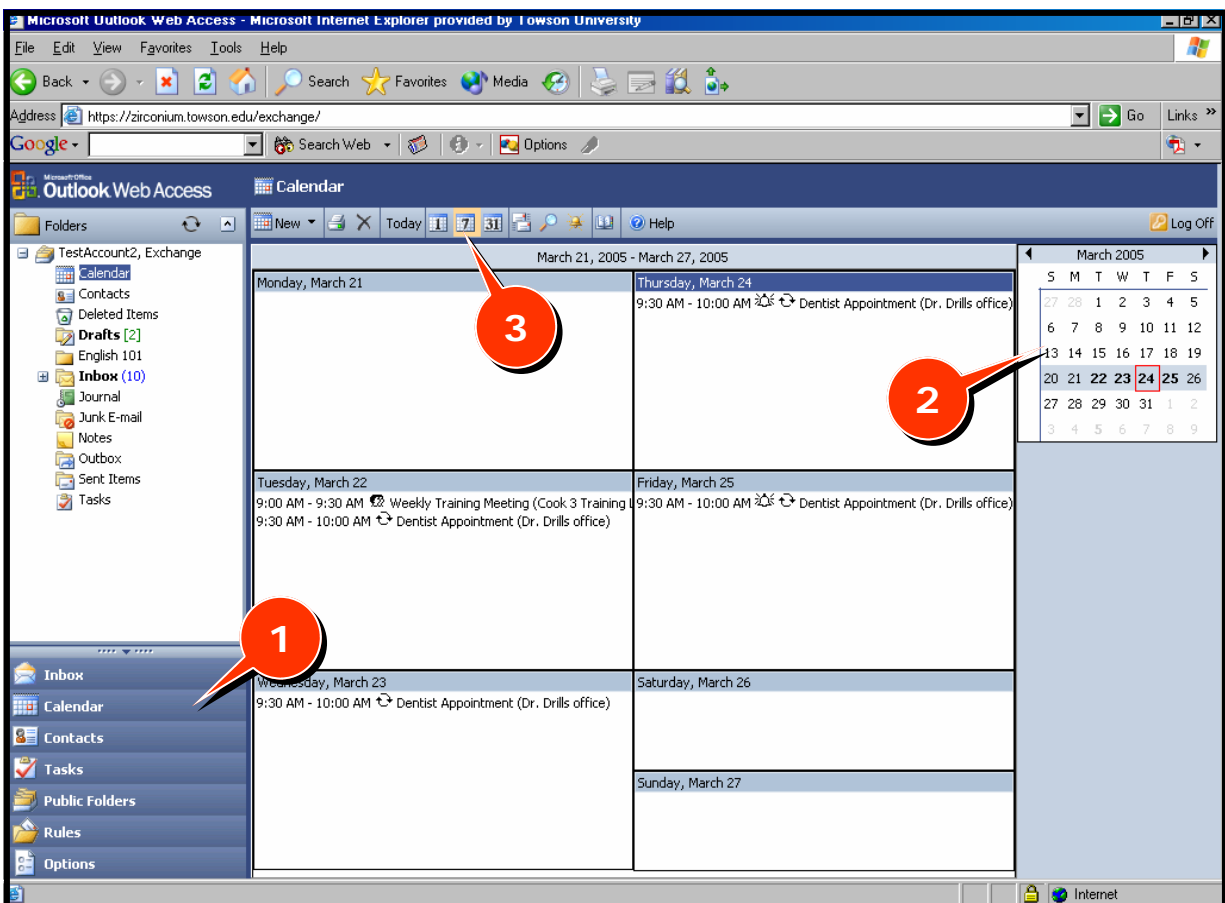 Microsoft Outlook Web Access - Microsoft Internet Explorer provided by Towson University
File Edit View Favorites Tools Help
Back Search Favorites Media
Address https://zirconium.towson.edu/exchange/ Go Links »
Google Search Web Options
Microsoft Office
Outlook Web Access Calendar
Folders New Today 1 7 31 Help Log Off
TestAccount2, Exchange
Calendar
Contacts
Deleted Items
Drafts [2]
English 101
Inbox (10)
Journal
Junk E-mail
Notes
Outbox
Sent Items
Tasks
Inbox
Calendar
Contacts
Tasks
Public Folders
Rules
Options
1
March 21, 2005 - March 27, 2005
Monday, March 21
3
Tuesday, March 22
9:00 AM - 9:30 AM Weekly Training Meeting (Cook 3 Training
9:30 AM - 10:00 AM Dentist Appointment (Dr. Drills office)
Wednesday, March 23
9:30 AM - 10:00 AM Dentist Appointment (Dr. Drills office)
Thursday, March 24
9:30 AM - 10:00 AM Dentist Appointment (Dr. Drills office)
2
Friday, March 25
9:30 AM - 10:00 AM Dentist Appointment (Dr. Drills office)
Saturday, March 26
Sunday, March 27
March 2005
S M T W T F S
27 28 1 2 3 4 5
6 7 8 9 10 11 12
13 14 15 16 17 18 19
20 21 22 23 24 25 26
27 28 29 30 31 1 2
3 4 5 6 7 8 9
Internet